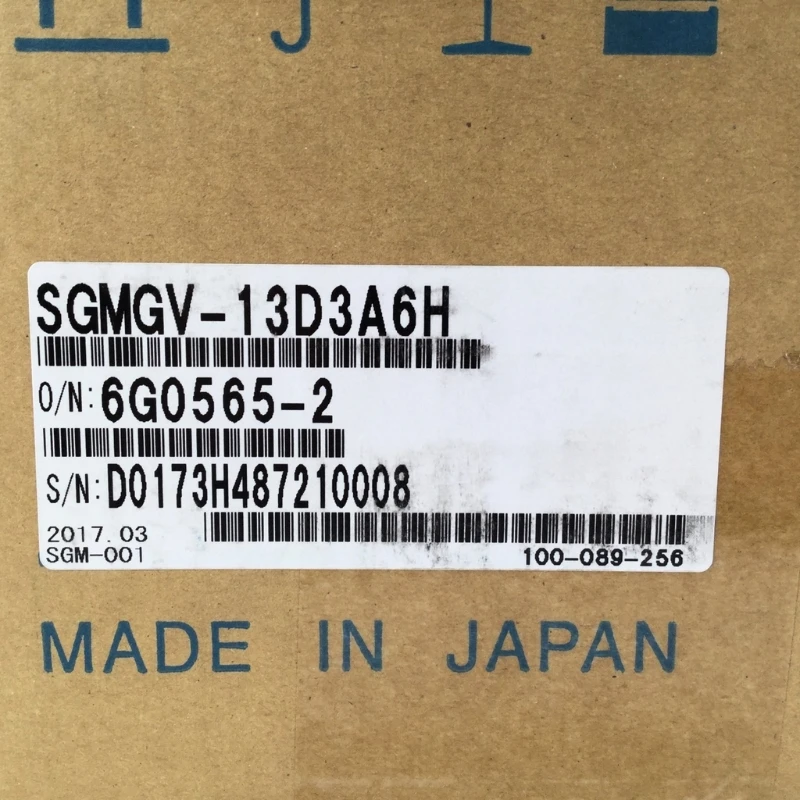 SGMGV-13D3A6H
O/N: 6G0565-2
S/N: D0173H487210008
2017.03
SGM-001 100-089-256
MADE IN JAPAN